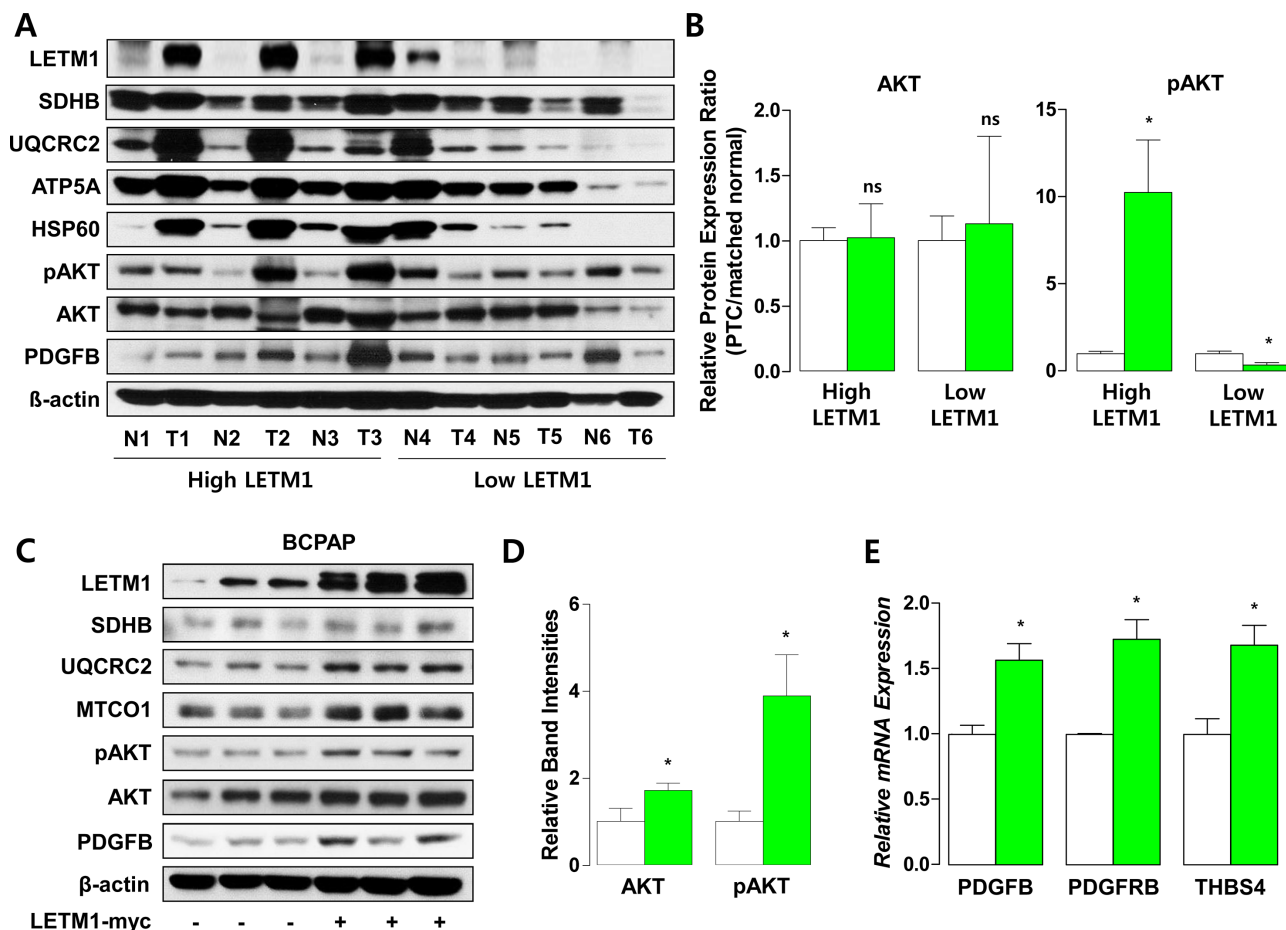 A
LETM1
SDHB
UQCRC2
ATP5A
HSP60
pAKT
AKT
PDGFB
ß-actin
N1 T1 N2 T2 N3 T3 N4 T4 N5 T5 N6 T6
High LETM1 Low LETM1
B
Relative Protein Expression Ratio
(PTC/matched normal)
AKT
2.0
1.5
1.0
0.5
0.0
ns
ns
High
LETM1
Low
LETM1
pAKT
15
10
5
0
*
*
High
LETM1
Low
LETM1
C
BCPAP
LETM1
SDHB
UQCRC2
MTCO1
pAKT
AKT
PDGFB
β-actin
LETM1-myc - - - + + +
D
Relative Band Intensities
6
4
2
0
*
*
AKT pAKT
E
Relative mRNA Expression
2.0
1.5
1.0
0.5
0.0
* * *
PDGFB PDGFRB THBS4